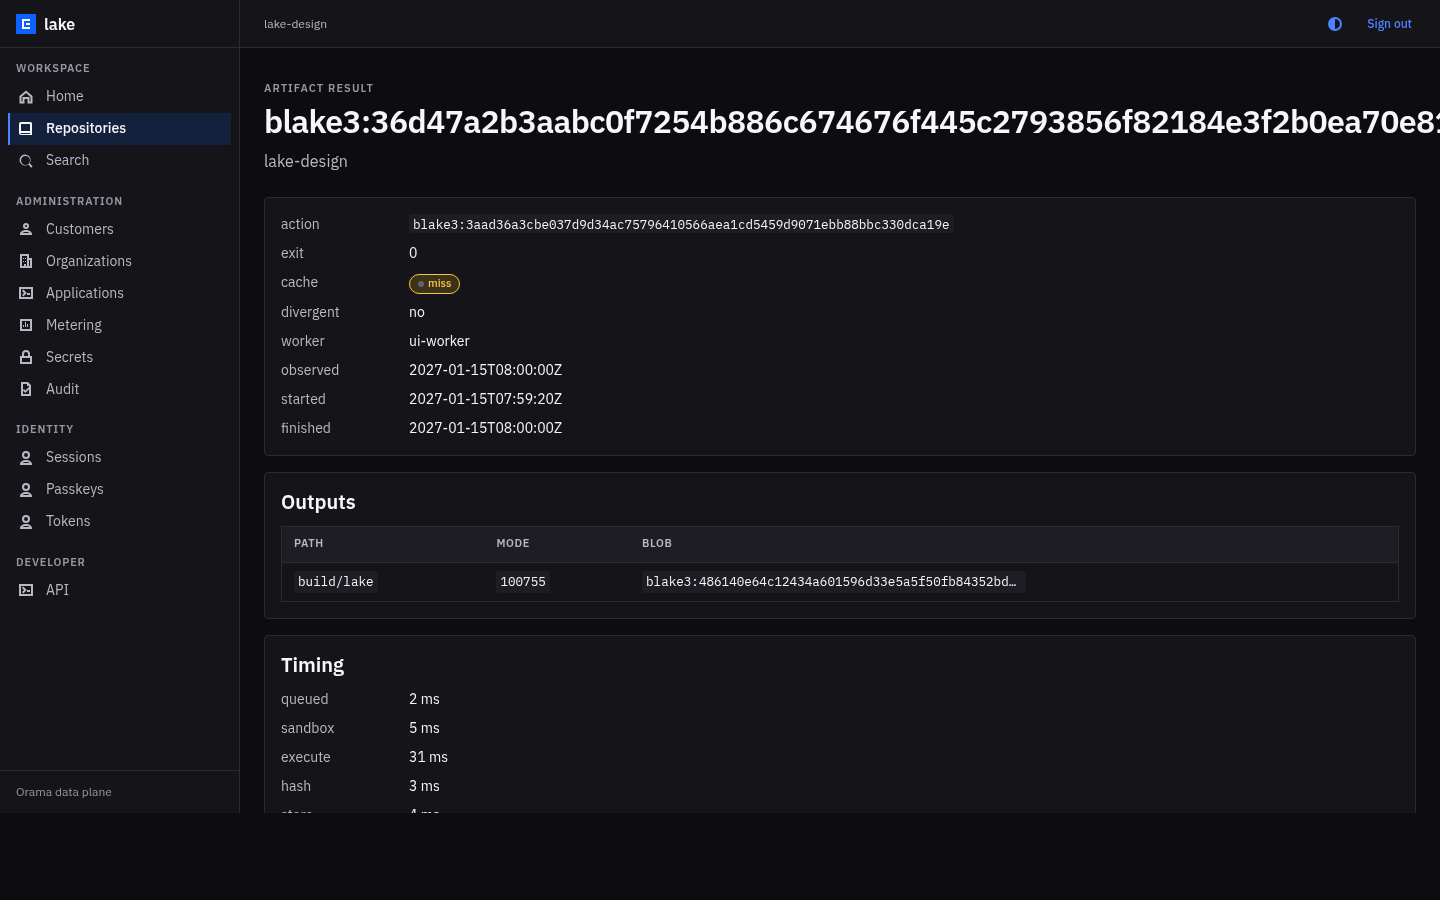 lake
lake-design
Sign out
WORKSPACE
Home
Repositories
Search
ADMINISTRATION
Customers
Organizations
Applications
Metering
Secrets
Audit
IDENTITY
Sessions
Passkeys
Tokens
DEVELOPER
API
Orama data plane
ARTIFACT RESULT
blake3:36d47a2b3aabc0f7254b886c674676f445c2793856f82184e3f2b0ea70e81
lake-design
action blake3:3aad36a3cbe037d9d34ac75796410566aea1cd5459d9071ebb88bbc330dca19e
exit 0
cache miss
divergent no
worker ui-worker
observed 2027-01-15T08:00:00Z
started 2027-01-15T07:59:20Z
finished 2027-01-15T08:00:00Z
Outputs
PATH MODE BLOB
build/lake 100755 blake3:486140e64c12434a601596d33e5a5f50fb84352bd…
Timing
queued 2 ms
sandbox 5 ms
execute 31 ms
hash 3 ms